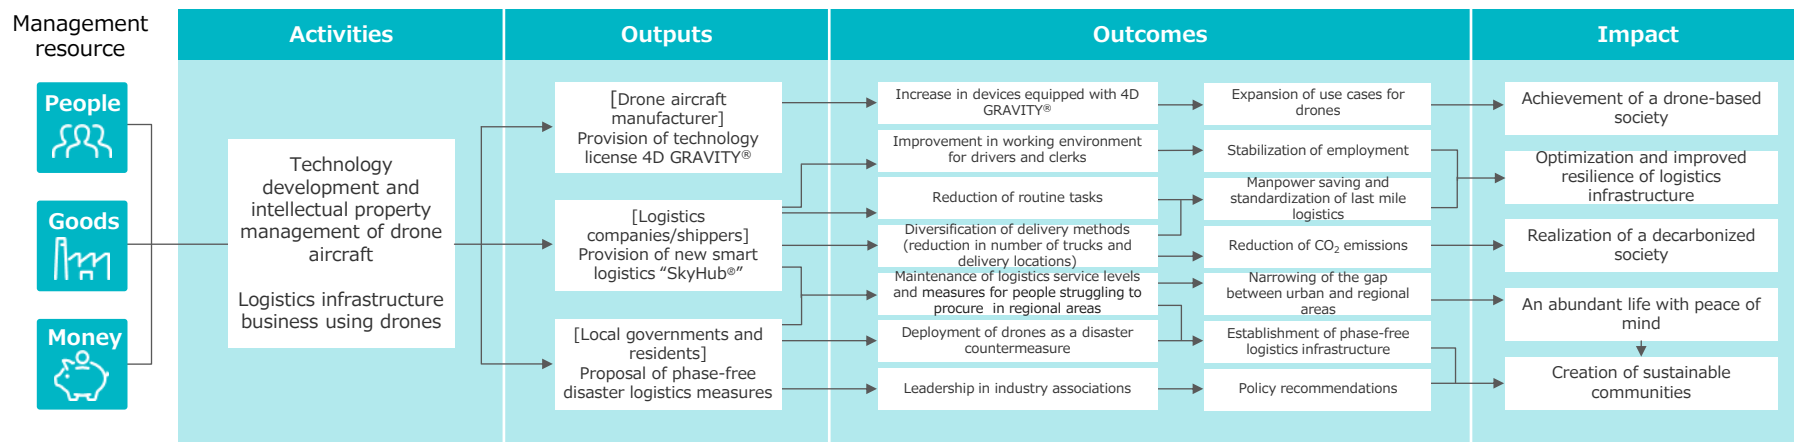 Management
resource
People
Goods
Money
Activities
Technology
development and
intellectual property
management of drone
aircraft
Logistics infrastructure
business using drones
Outputs
[Drone aircraft
manufacturer]
Provision of technology
license 4D GRAVITY®
[Logistics
companies/shippers]
Provision of new smart
logistics “SkyHub®”
[Local governments and
residents]
Proposal of phase-free
disaster logistics measures
Outcomes
Increase in devices equipped with 4D
GRAVITY®
Improvement in working environment
for drivers and clerks
Reduction of routine tasks
Diversification of delivery methods
(reduction in number of trucks and
delivery locations)
Maintenance of logistics service levels
and measures for people struggling to
procure in regional areas
Deployment of drones as a disaster
countermeasure
Leadership in industry associations
Expansion of use cases for
drones
Stabilization of employment
Manpower saving and
standardization of last mile
logistics
Reduction of CO₂ emissions
Narrowing of the gap
between urban and regional
areas
Establishment of phase-free
logistics infrastructure
Policy recommendations
Impact
Achievement of a drone-based
society
Optimization and improved
resilience of logistics
infrastructure
Realization of a decarbonized
society
An abundant life with peace of
mind
Creation of sustainable
communities